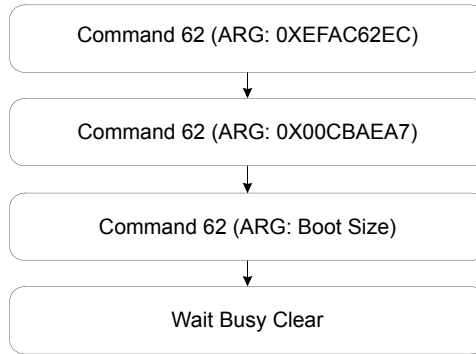 Command 62 (ARG: 0XEFAC62EC)
Command 62 (ARG: 0X00CBAEA7)
Command 62 (ARG: Boot Size)
Wait Busy Clear